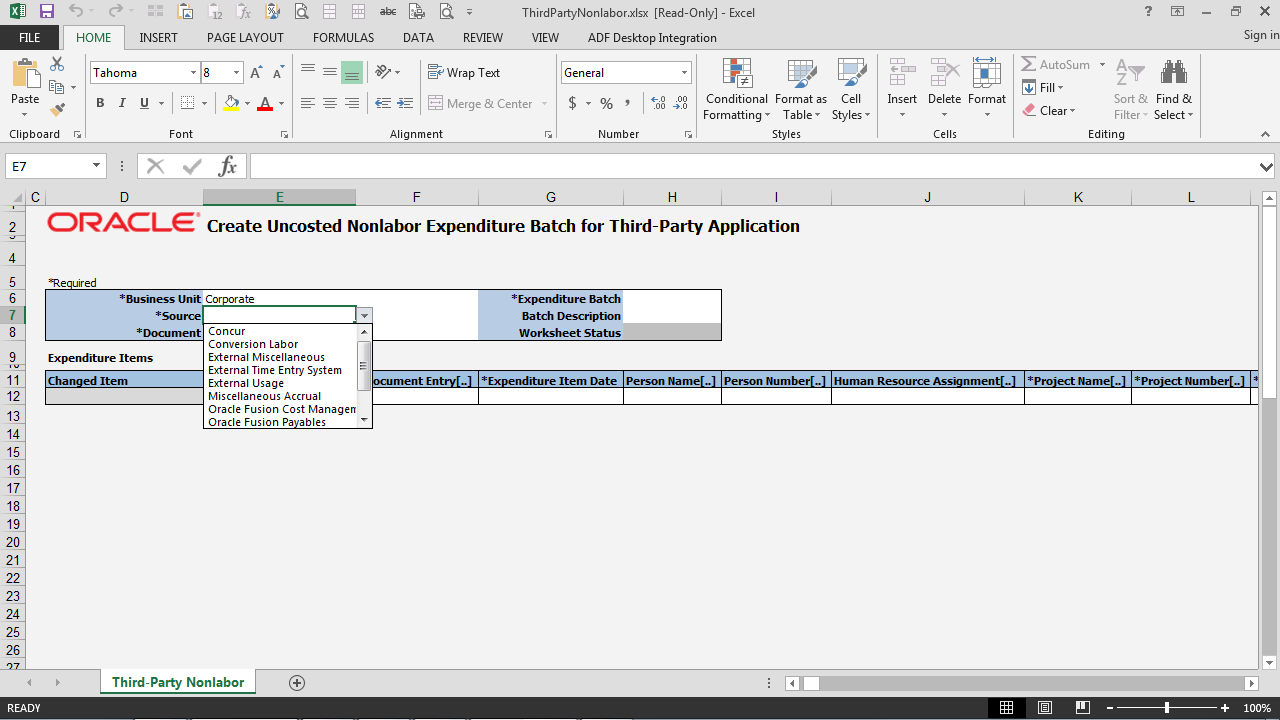 ThirdPartyNonlabor.xlsx [Read-Only] - Excel
FILE HOME INSERT PAGE LAYOUT FORMULAS DATA REVIEW VIEW ADF Desktop Integration Sign in
Paste
Clipboard
Tahoma 8
B I U
Font
Wrap Text
Merge & Center
Alignment
General
$ % ,
Number
Conditional Formatting
Format as Table
Cell Styles
Styles
Insert Delete Format
Cells
AutoSum
Fill
Clear
Sort & Filter
Find & Select
Editing
E7 fx
C D E F G H I J K L
2 ORACLE Create Uncosted Nonlabor Expenditure Batch for Third-Party Application
4
5 *Required
6 *Business Unit Corporate *Expenditure Batch
7 *Source Batch Description
8 *Document Worksheet Status
Concur
Conversion Labor
External Miscellaneous
External Time Entry System
External Usage
Miscellaneous Accrual
Oracle Fusion Cost Managem
Oracle Fusion Payables
9 Expenditure Items
11 Changed Item ocument Entry[..] *Expenditure Item Date Person Name[..] Person Number[..] Human Resource Assignment[..] *Project Name[..] *Project Number[..] *
12
13
14
15
16
17
18
19
20
21
22
23
24
25
26
27
Third-Party Nonlabor
READY 100%